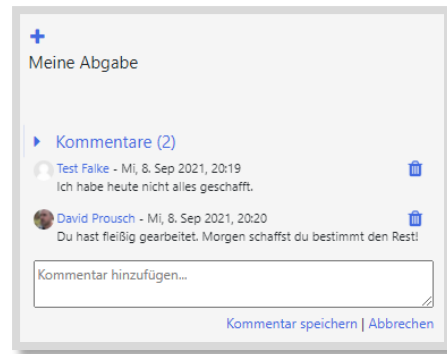 Meine Abgabe
Kommentare (2)
Test Falke - Mi, 8. Sep 2021, 20:19
Ich habe heute nicht alles geschafft.
David Prousch - Mi, 8. Sep 2021, 20:20
Du hast fleißig gearbeitet. Morgen schaffst du bestimmt den Rest!
Kommentar hinzufügen...
Kommentar speichern | Abbrechen